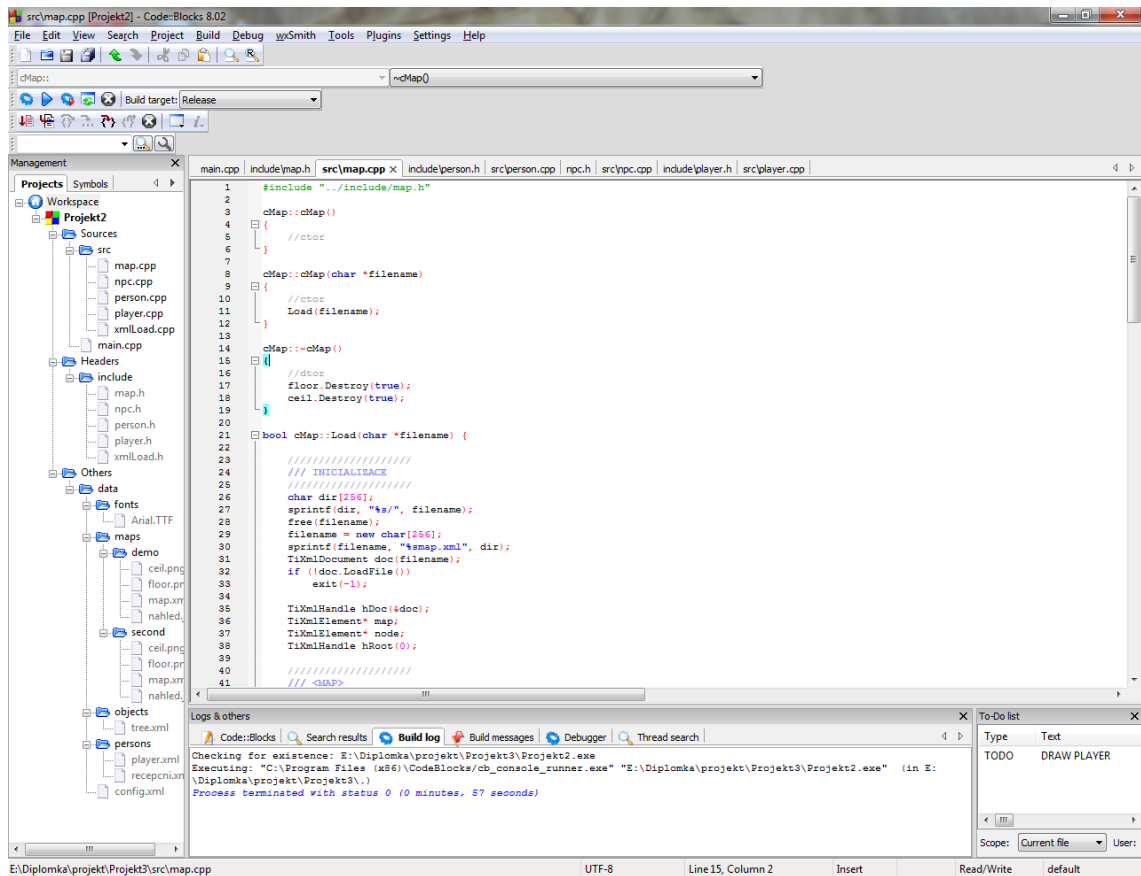 src\map.cpp [Projekt2] - Code::Blocks 8.02
File Edit View Search Project Build Debug wxSmith Tools Plugins Settings Help
cMap:: ~cMap()
Build target: Release
Management
Projects Symbols
main.cpp include\map.h src\map.cpp include\person.h src\person.cpp npc.h src\npc.cpp include\player.h src\player.cpp
Workspace
Projekt2
Sources
src
map.cpp
npc.cpp
person.cpp
player.cpp
xmlLoad.cpp
main.cpp
Headers
include
map.h
npc.h
person.h
player.h
xmlLoad.h
Others
data
fonts
Arial.TTF
maps
demo
ceil.png
floor.pr
map.xm
nahled.
second
ceil.png
floor.pr
map.xm
nahled.
objects
tree.xml
persons
player.xml
recepcni.xn
config.xml
1 #include "../include/map.h"
2
3 cMap::cMap()
4 {
5 //ctor
6 }
7
8 cMap::cMap(char *filename)
9 {
10 //ctor
11 Load(filename);
12 }
13
14 cMap::~cMap()
15 {
16 //dtor
17 floor.Destroy(true);
18 ceil.Destroy(true);
19 }
20
21 bool cMap::Load(char *filename) {
22
23 ////////////////////
24 /// INICIALIZACE
25 ////////////////////
26 char dir[256];
27 sprintf(dir, "%s/", filename);
28 free(filename);
29 filename = new char[256];
30 sprintf(filename, "%smap.xml", dir);
31 TiXmlDocument doc(filename);
32 if (!doc.LoadFile())
33 exit(-1);
34
35 TiXmlHandle hDoc(&doc);
36 TiXmlElement* map;
37 TiXmlElement* node;
38 TiXmlHandle hRoot(0);
39
40 ////////////////////
41 /// <MAP>
Logs & others
Code::Blocks Search results Build log Build messages Debugger Thread search
Checking for existence: E:\Diplomka\projekt\Projekt3\Projekt2.exe
Executing: "C:\Program Files (x86)\CodeBlocks/cb_console_runner.exe" "E:\Diplomka\projekt\Projekt3\Projekt2.exe" (in E:
\Diplomka\projekt\Projekt3\.)
Process terminated with status 0 (0 minutes, 57 seconds)
To-Do list
Type Text
TODO DRAW PLAYER
Scope: Current file User:
E:\Diplomka\projekt\Projekt3\src\map.cpp UTF-8 Line 15, Column 2 Insert Read/Write default